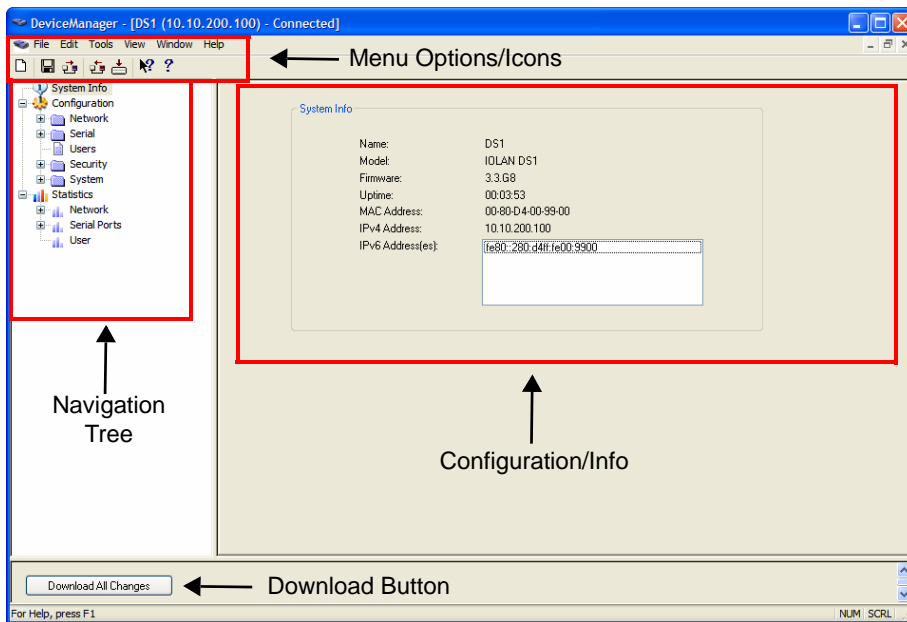 DeviceManager - [DS1 (10.10.200.100) - Connected]
File Edit Tools View Window Help
Menu Options/Icons
System Info
Configuration
Network
Serial
Users
Security
System
Statistics
Network
Serial Ports
User
Navigation
Tree
System Info
Name: DS1
Model: IOLAN DS1
Firmware: 3.3.G8
Uptime: 00:03:53
MAC Address: 00-80-D4-00-99-00
IPv4 Address: 10.10.200.100
IPv6 Address(es): fe80::280:d4ff:fe00:9900
Configuration/Info
Download All Changes
Download Button
For Help, press F1
NUM SCRL